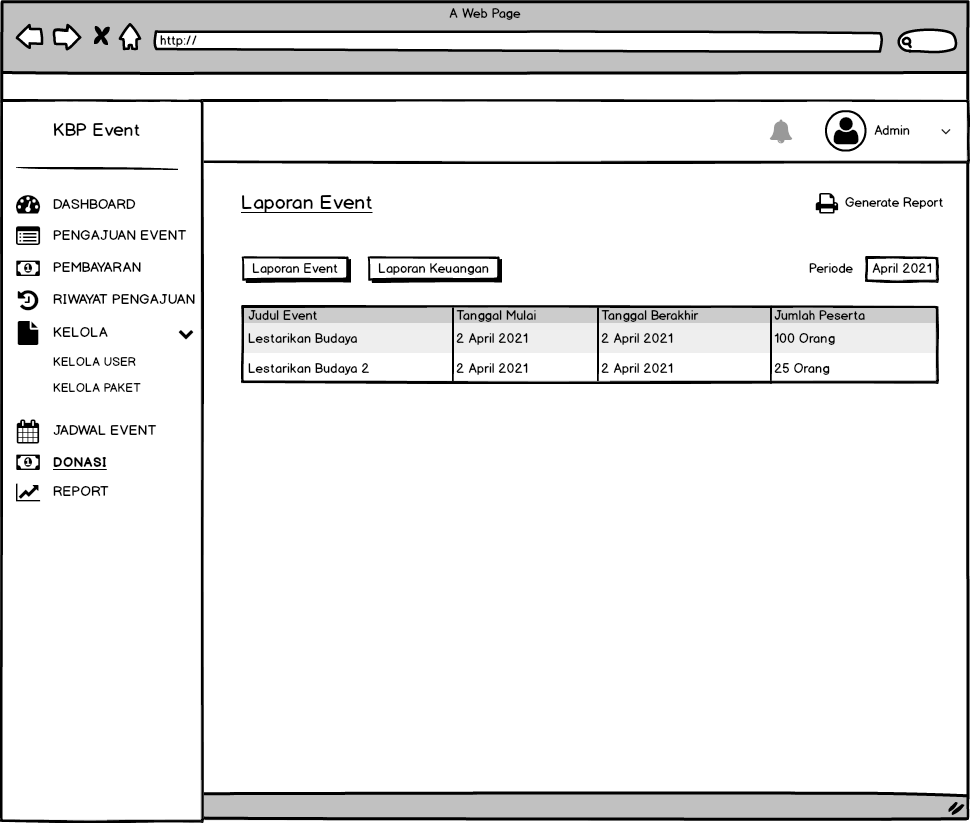 A Web Page
http://
KBP Event
Admin
DASHBOARD
PENGAJUAN EVENT
PEMBAYARAN
RIWAYAT PENGAJUAN
KELOLA
KELOLA USER
KELOLA PAKET
JADWAL EVENT
DONASI
REPORT
Laporan Event
Generate Report
Laporan Event Laporan Keuangan Periode April 2021
Judul Event Tanggal Mulai Tanggal Berakhir Jumlah Peserta
Lestarikan Budaya 2 April 2021 2 April 2021 100 Orang
Lestarikan Budaya 2 2 April 2021 2 April 2021 25 Orang